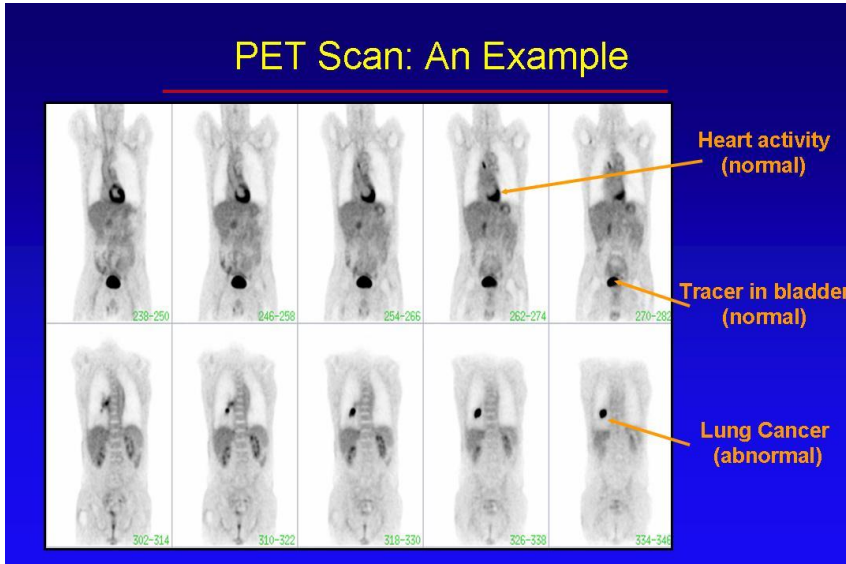 PET Scan: An Example
Heart activity
(normal)
238-250
246-258
254-266
262-274
270-282
Tracer in bladder
(normal)
302-314
310-322
318-330
326-338
334-346
Lung Cancer
(abnormal)